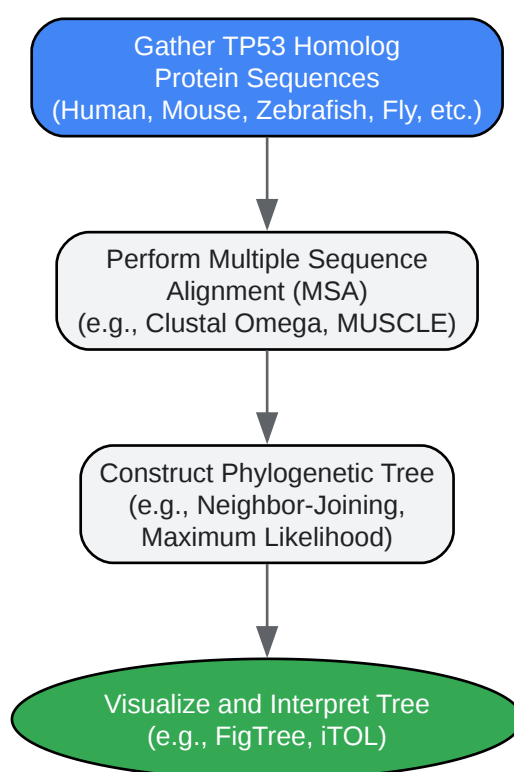 Gather TP53 Homolog
Protein Sequences
(Human, Mouse, Zebrafish, Fly, etc.)
Perform Multiple Sequence
Alignment (MSA)
(e.g., Clustal Omega, MUSCLE)
Construct Phylogenetic Tree
(e.g., Neighbor-Joining,
Maximum Likelihood)
Visualize and Interpret Tree
(e.g., FigTree, iTOL)